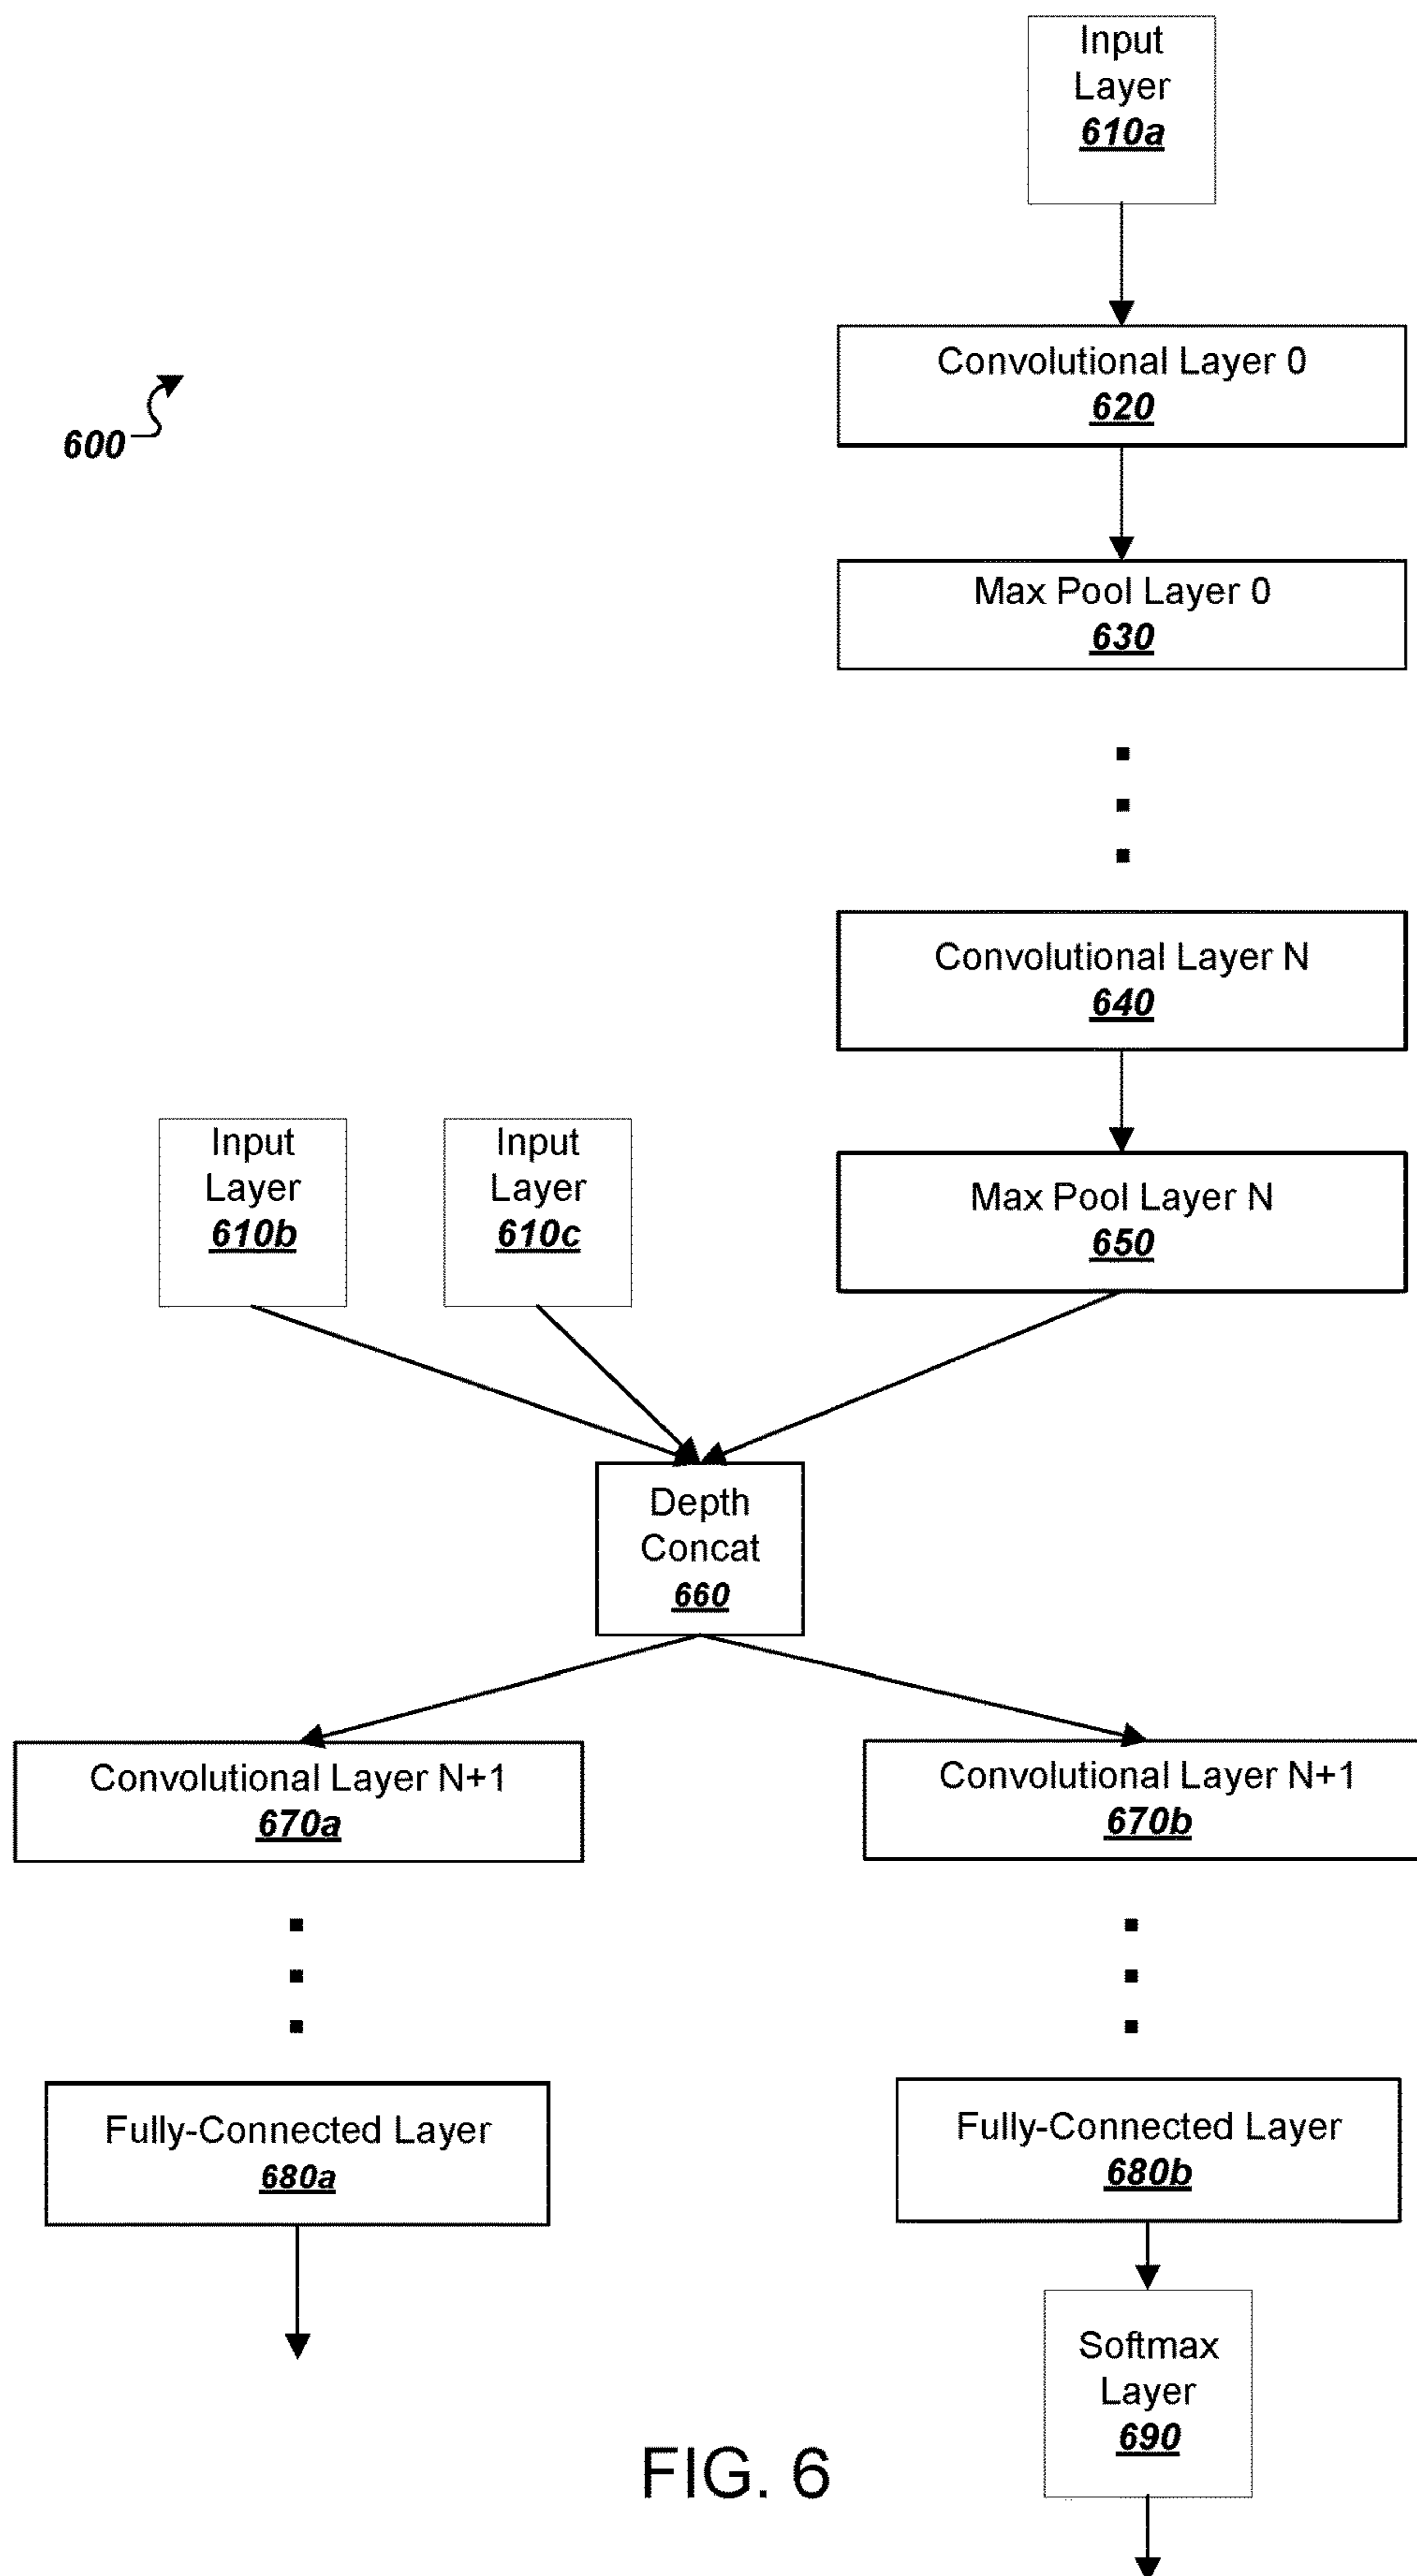 Input
Layer
610a
Convolutional Layer 0
620
600
Max Pool Layer 0
630
Convolutional Layer N
640
Input
Layer
610b
Input
Layer
610c
Max Pool Layer N
650
Depth
Concat
660
Convolutional Layer N+1
670a
Convolutional Layer N+1
670b
Fully-Connected Layer
680a
Fully-Connected Layer
680b
Softmax
Layer
690
FIG. 6